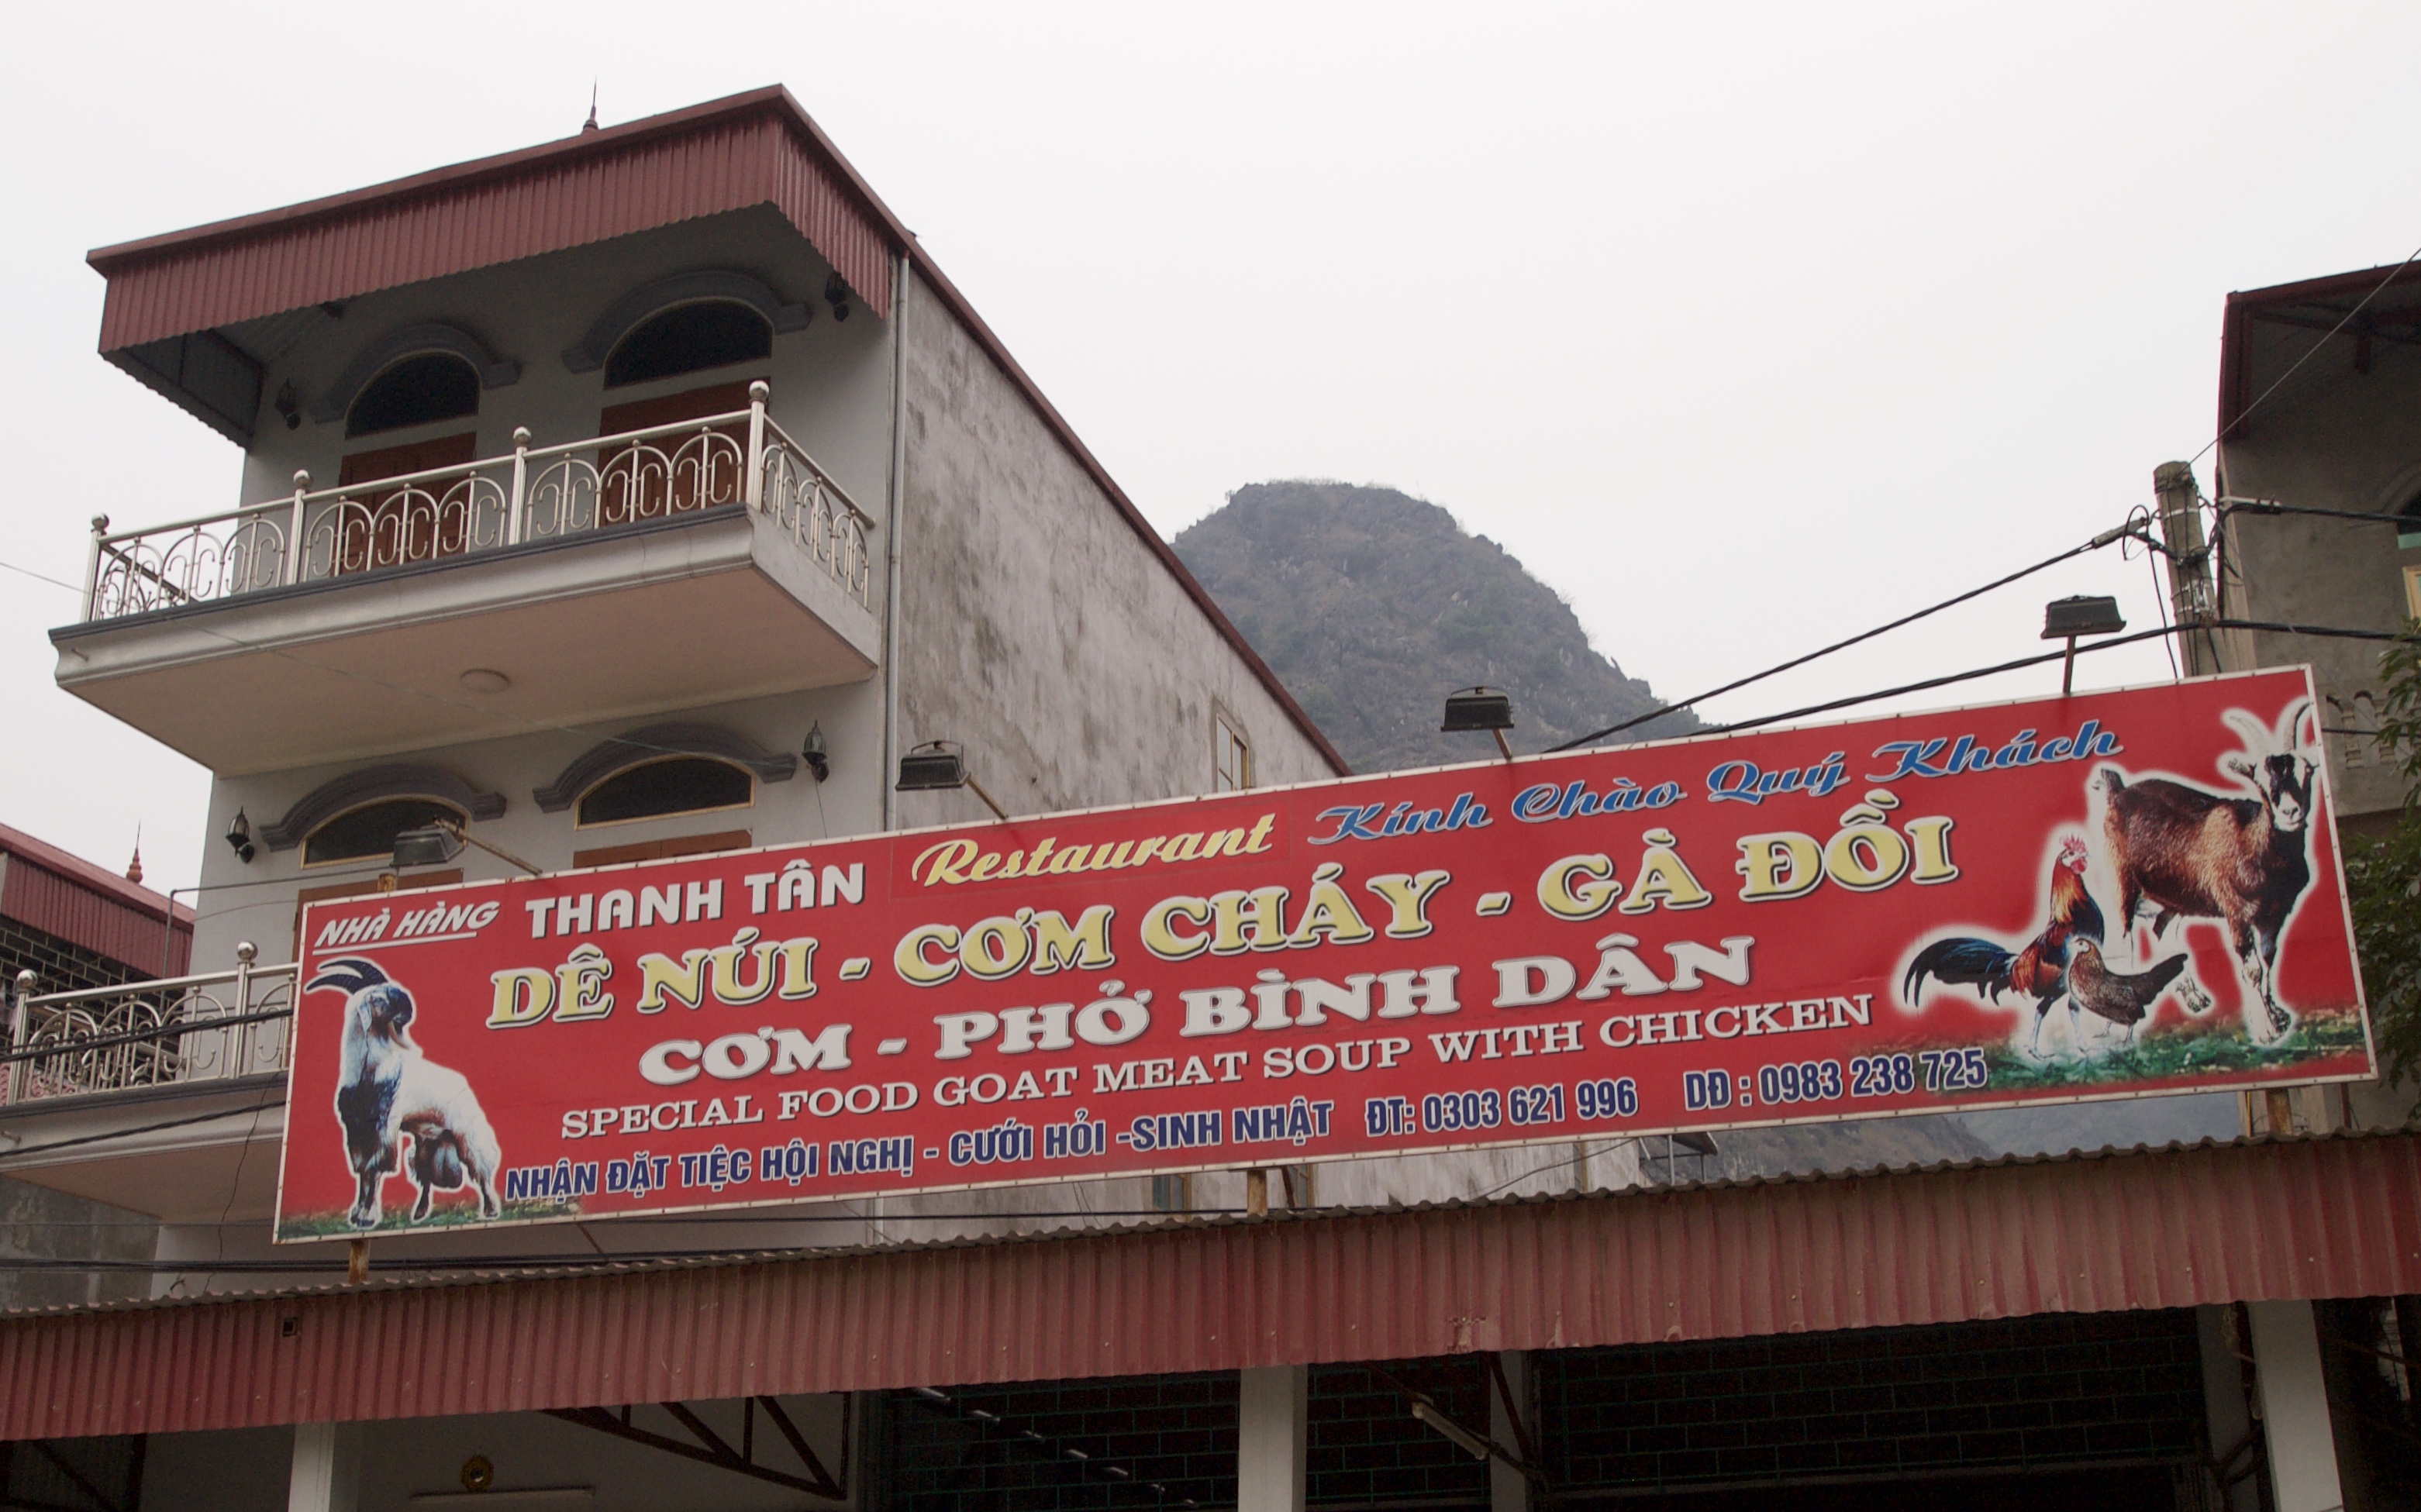 NHÀ HÀNG THANH TÂN Restaurant Kính Chào Quý Khách
DÊ NÚI - CƠM CHÁY - GÀ ĐỒI
CƠM - PHỞ BÌNH DÂN
SPECIAL FOOD GOAT MEAT SOUP WITH CHICKEN
NHẬN ĐẶT TIỆC HỘI NGHỊ - CƯỚI HỎI -SINH NHẬT ĐT: 0303 621 996 DĐ : 0983 238 725